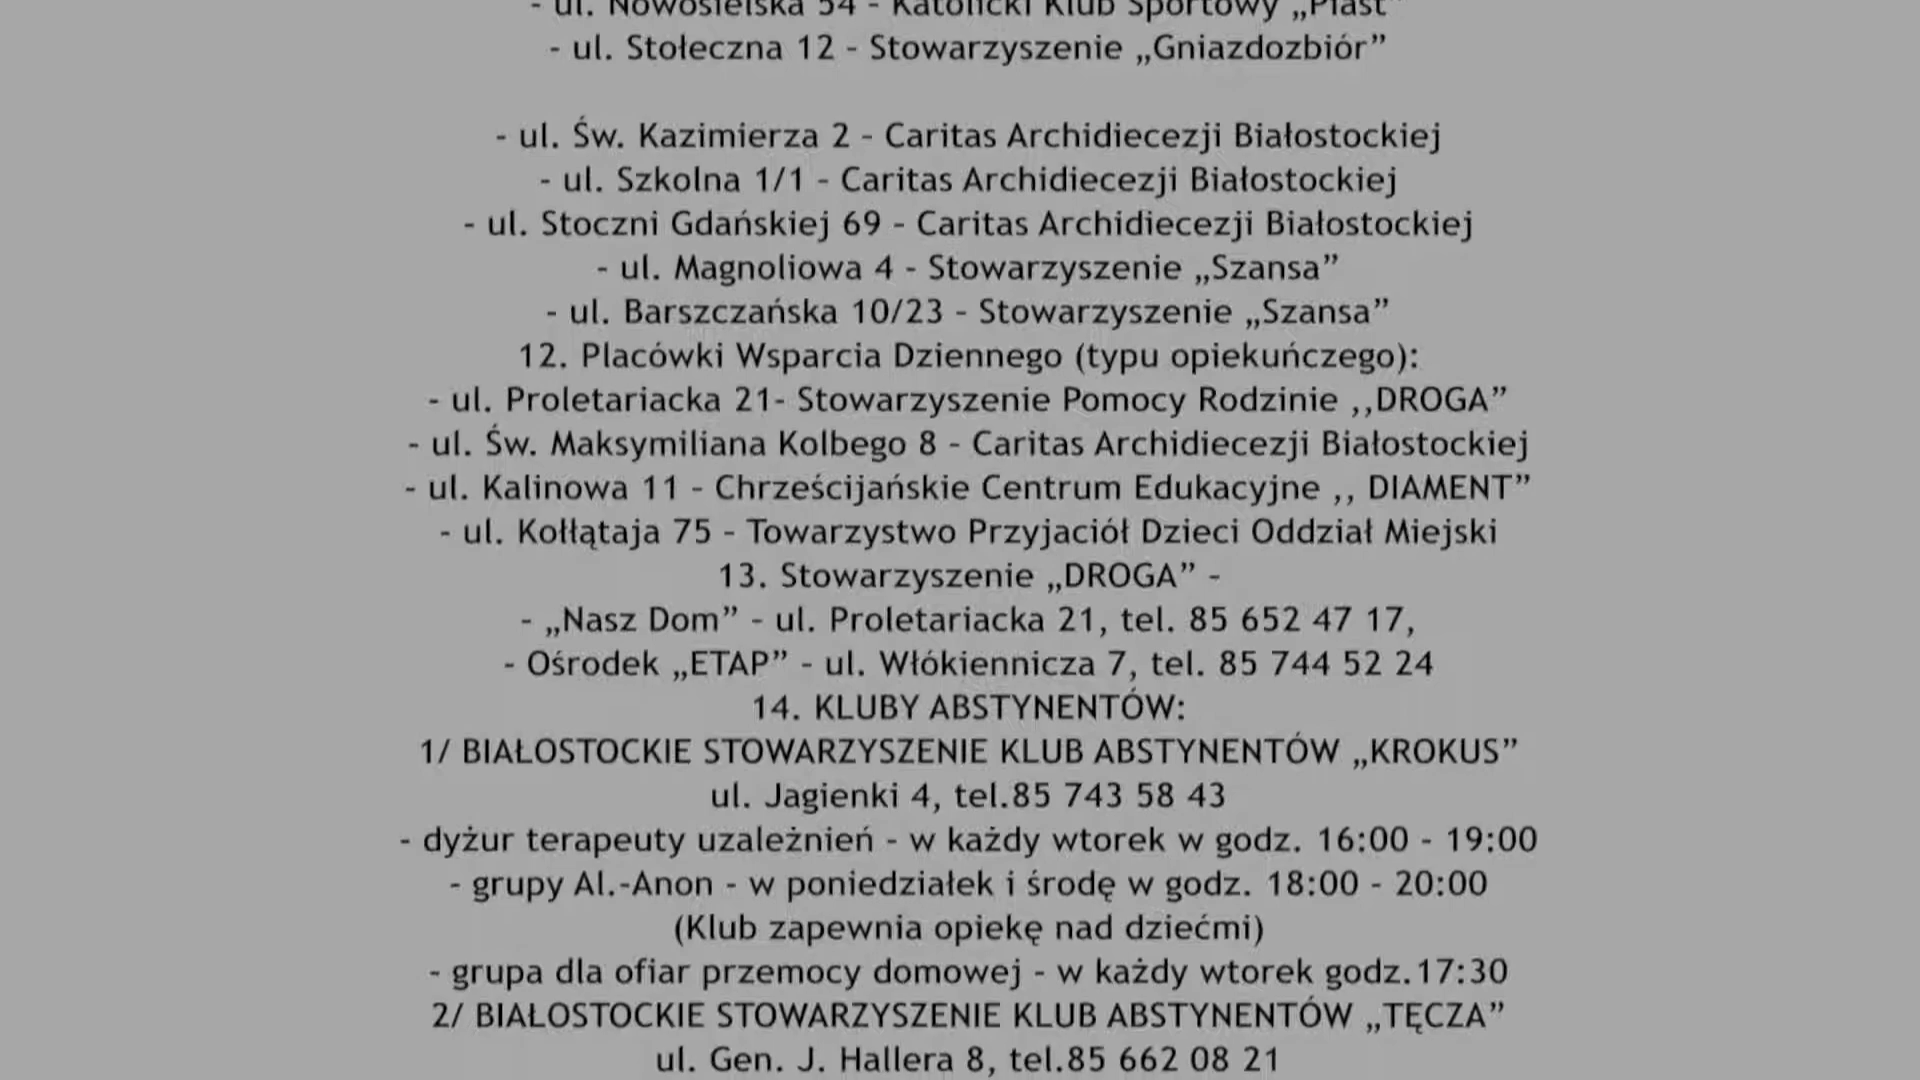 - ul. Nowosielska 54 - Katolicki Klub Sportowy „Piast”
- ul. Stołeczna 12 - Stowarzyszenie „Gniazdozbiór”
- ul. Św. Kazimierza 2 - Caritas Archidiecezji Białostockiej
- ul. Szkolna 1/1 - Caritas Archidiecezji Białostockiej
- ul. Stoczni Gdańskiej 69 - Caritas Archidiecezji Białostockiej
- ul. Magnoliowa 4 - Stowarzyszenie „Szansa”
- ul. Barszczańska 10/23 - Stowarzyszenie „Szansa”
12. Placówki Wsparcia Dziennego (typu opiekuńczego):
- ul. Proletariacka 21- Stowarzyszenie Pomocy Rodzinie ,,DROGA”
- ul. Św. Maksymiliana Kolbego 8 - Caritas Archidiecezji Białostockiej
- ul. Kalinowa 11 - Chrześcijańskie Centrum Edukacyjne ,, DIAMENT”
- ul. Kołłątaja 75 - Towarzystwo Przyjaciół Dzieci Oddział Miejski
13. Stowarzyszenie „DROGA” -
- „Nasz Dom” - ul. Proletariacka 21, tel. 85 652 47 17,
- Ośrodek „ETAP” - ul. Włókiennicza 7, tel. 85 744 52 24
14. KLUBY ABSTYNENTÓW:
1/ BIAŁOSTOCKIE STOWARZYSZENIE KLUB ABSTYNENTÓW „KROKUS”
ul. Jagienki 4, tel.85 743 58 43
- dyżur terapeuty uzależnień - w każdy wtorek w godz. 16:00 - 19:00
- grupy Al.-Anon - w poniedziałek i środę w godz. 18:00 - 20:00
(Klub zapewnia opiekę nad dziećmi)
- grupa dla ofiar przemocy domowej - w każdy wtorek godz.17:30
2/ BIAŁOSTOCKIE STOWARZYSZENIE KLUB ABSTYNENTÓW „TĘCZA”
ul. Gen. J. Hallera 8, tel.85 662 08 21